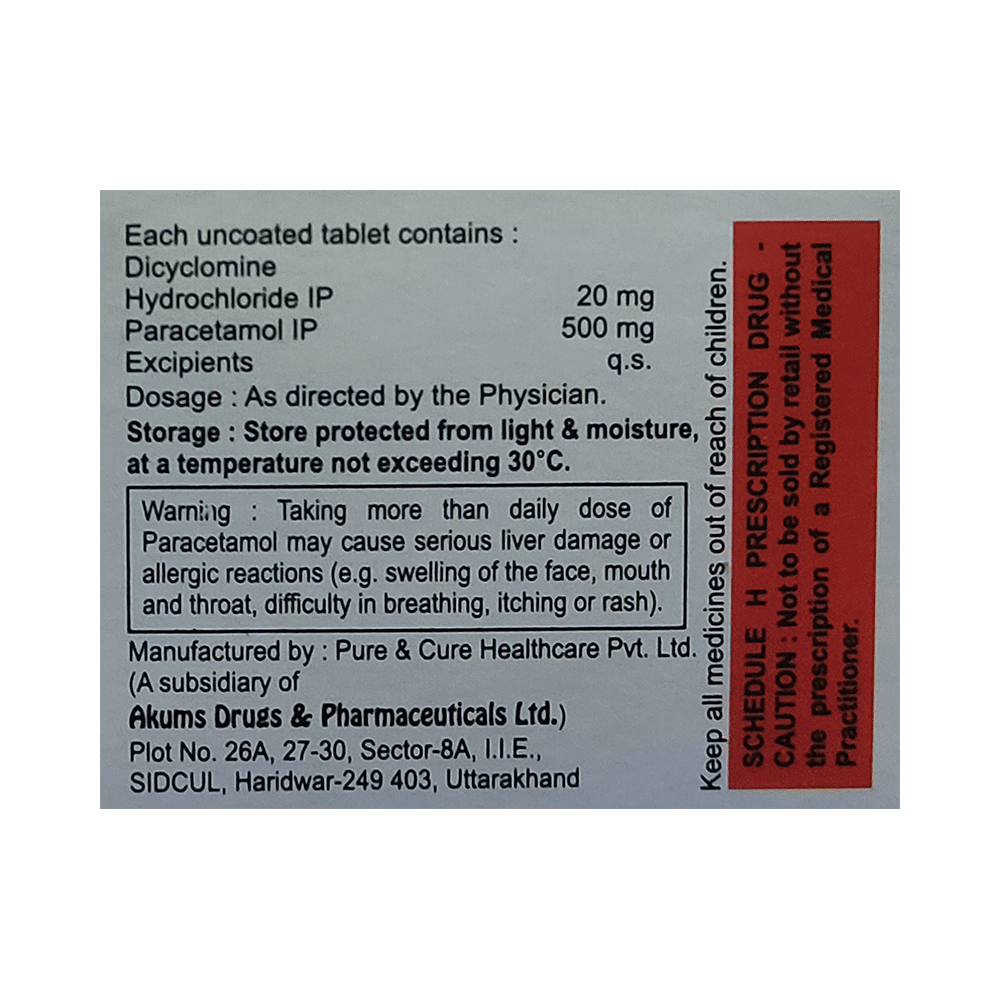 Each uncoated tablet contains :
Dicyclomine
Hydrochloride IP 20 mg
Paracetamol IP 500 mg
Excipients q.s.
Dosage : As directed by the Physician.
Storage : Store protected from light & moisture,
at a temperature not exceeding 30°C.
Warning : Taking more than daily dose of
Paracetamol may cause serious liver damage or
allergic reactions (e.g. swelling of the face, mouth
and throat, difficulty in breathing, itching or rash).
Manufactured by : Pure & Cure Healthcare Pvt. Ltd.
(A subsidiary of
Akums Drugs & Pharmaceuticals Ltd.)
Plot No. 26A, 27-30, Sector-8A, I.I.E.,
SIDCUL, Haridwar-249 403, Uttarakhand
Keep all medicines out of reach of children.
SCHEDULE H PRESCRIPTION DRUG -
CAUTION : Not to be sold by retail without
the prescription of a Registered Medical
Practitioner.